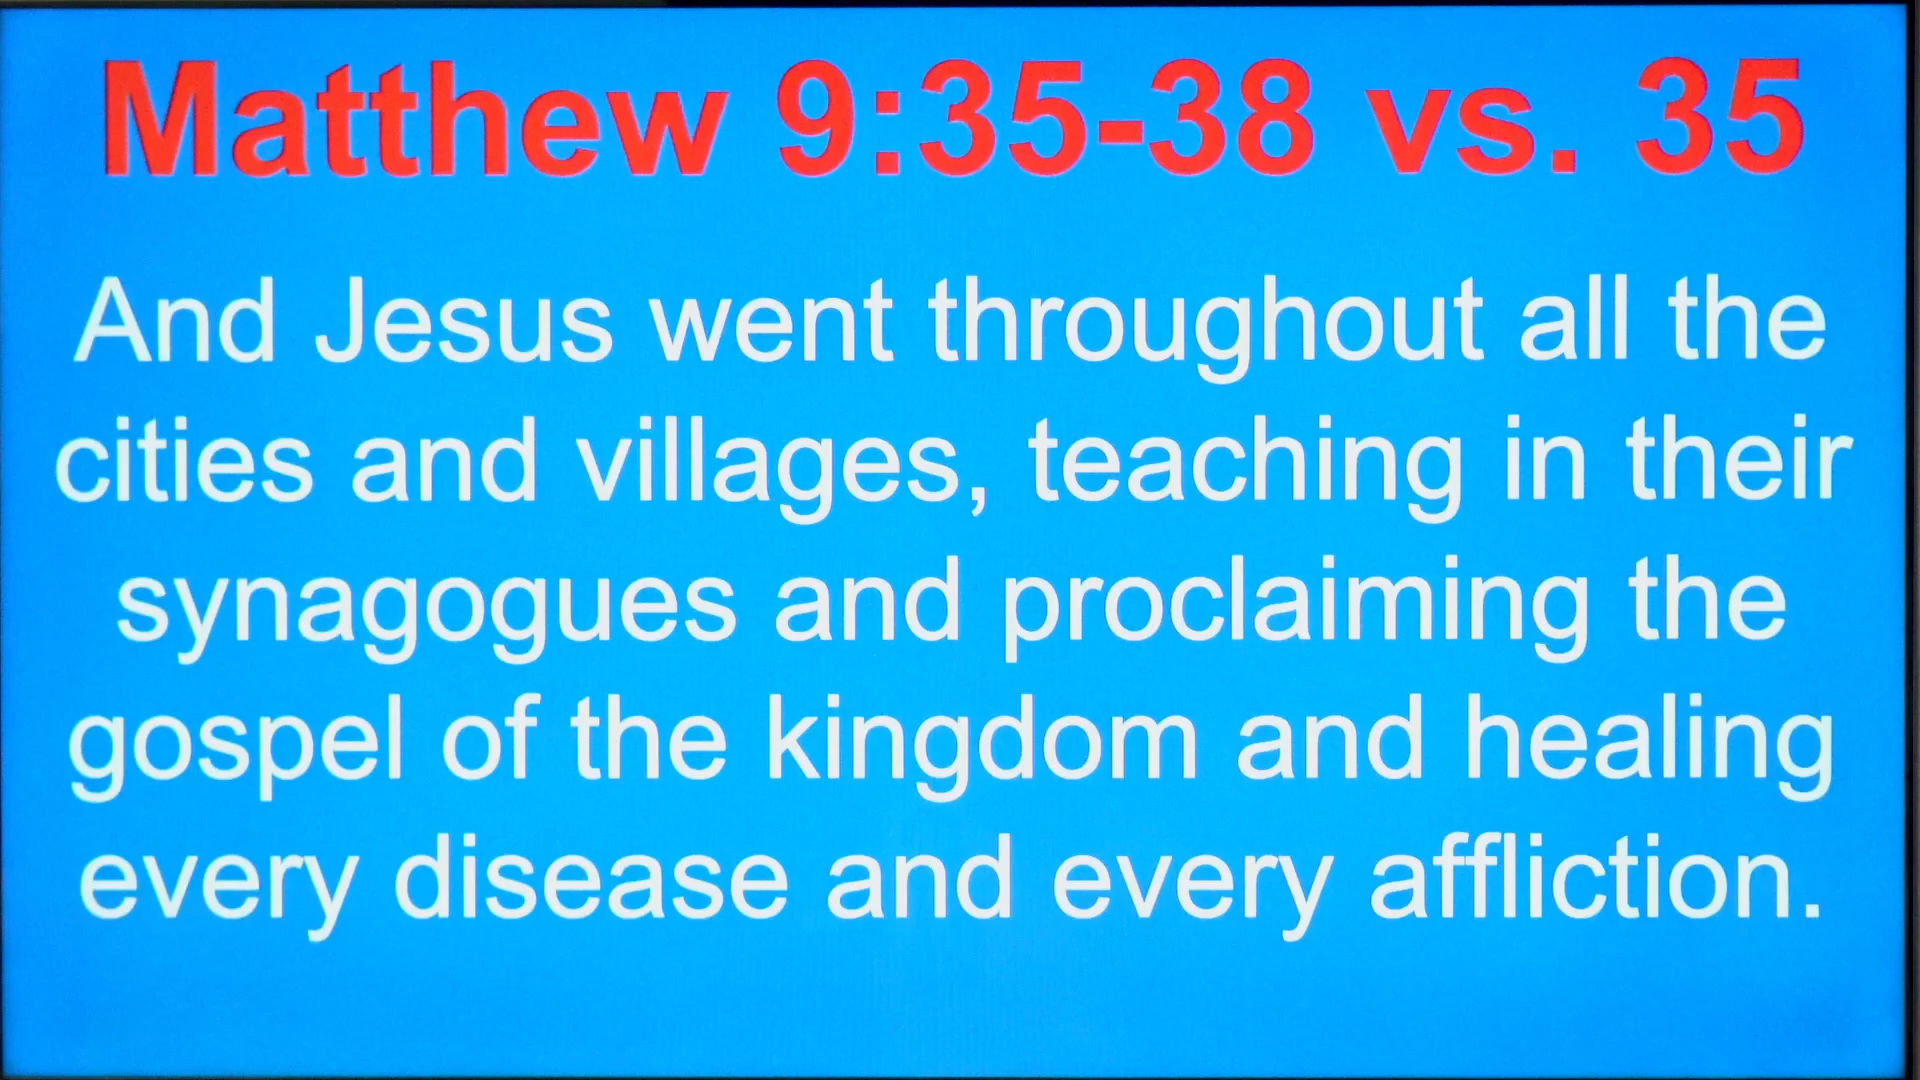 Matthew 9:35-38 vs. 35
And Jesus went throughout all the
cities and villages, teaching in their
synagogues and proclaiming the
gospel of the kingdom and healing
every disease and every affliction.